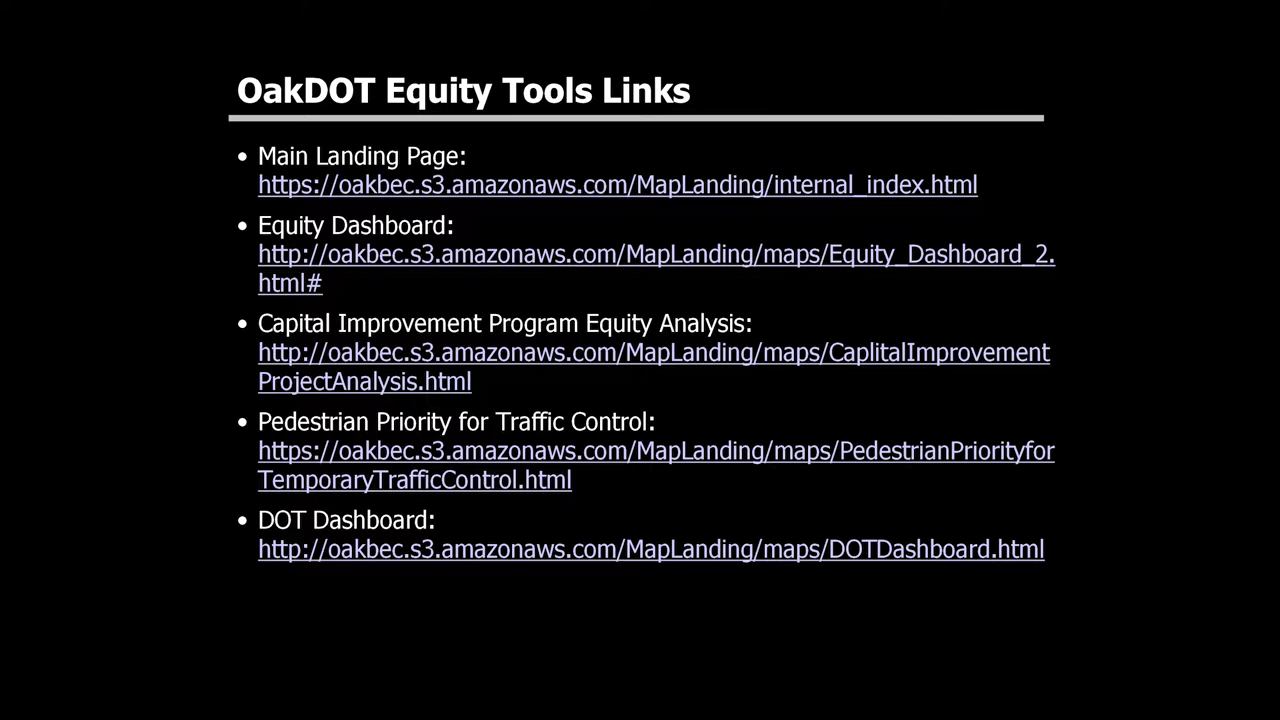 OakDOT Equity Tools Links
• Main Landing Page:
https://oakbec.s3.amazonaws.com/MapLanding/internal_index.html
• Equity Dashboard:
http://oakbec.s3.amazonaws.com/MapLanding/maps/Equity_Dashboard_2.
html#
• Capital Improvement Program Equity Analysis:
http://oakbec.s3.amazonaws.com/MapLanding/maps/CaplitalImprovement
ProjectAnalysis.html
• Pedestrian Priority for Traffic Control:
https://oakbec.s3.amazonaws.com/MapLanding/maps/PedestrianPriorityfor
TemporaryTrafficControl.html
• DOT Dashboard:
http://oakbec.s3.amazonaws.com/MapLanding/maps/DOTDashboard.html